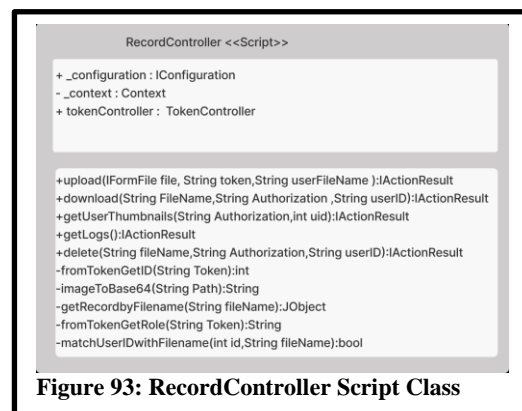 RecordController <<Script>>
+ _configuration : IConfiguration
- _context : Context
+ tokenController : TokenController
+upload(IFormFile file, String token,String userFileName ):IActionResult
+download(String FileName,String Authorization ,String userID):IActionResult
+getUserThumbnails(String Authorization,int uid):IActionResult
+getLogs():IActionResult
+delete(String fileName,String Authorization,String userID):IActionResult
-fromTokenGetID(String Token):int
-imageToBase64(String Path):String
-getRecordbyFilename(String fileName):JObject
-fromTokenGetRole(String Token):String
-matchUserIDwithFilename(int id,String fileName):bool
Figure 93: RecordController Script Class